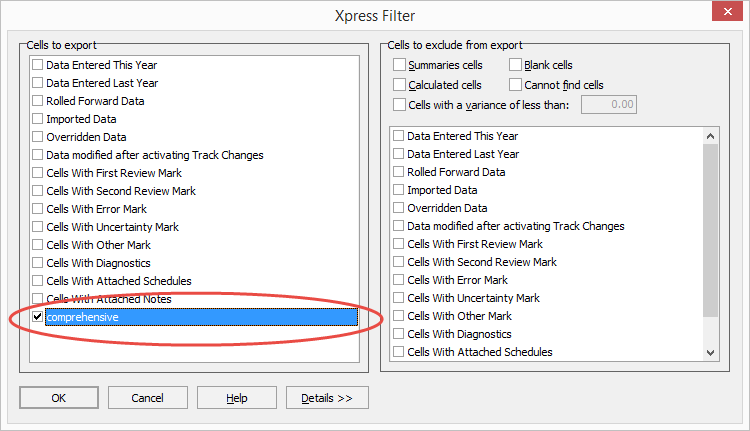 Xpress Filter
Cells to export
Data Entered This Year
Data Entered Last Year
Rolled Forward Data
Imported Data
Overridden Data
Data modified after activating Track Changes
Cells With First Review Mark
Cells With Second Review Mark
Cells With Error Mark
Cells With Uncertainty Mark
Cells With Other Mark
Cells With Diagnostics
Cells With Attached Schedules
Cells With Attached Notes
comprehensive
Cells to exclude from export
Summaries cells Blank cells
Calculated cells Cannot find cells
Cells with a variance of less than: 0.00
Data Entered This Year
Data Entered Last Year
Rolled Forward Data
Imported Data
Overridden Data
Data modified after activating Track Changes
Cells With First Review Mark
Cells With Second Review Mark
Cells With Error Mark
Cells With Uncertainty Mark
Cells With Other Mark
Cells With Diagnostics
Cells With Attached Schedules
OK Cancel Help Details >>